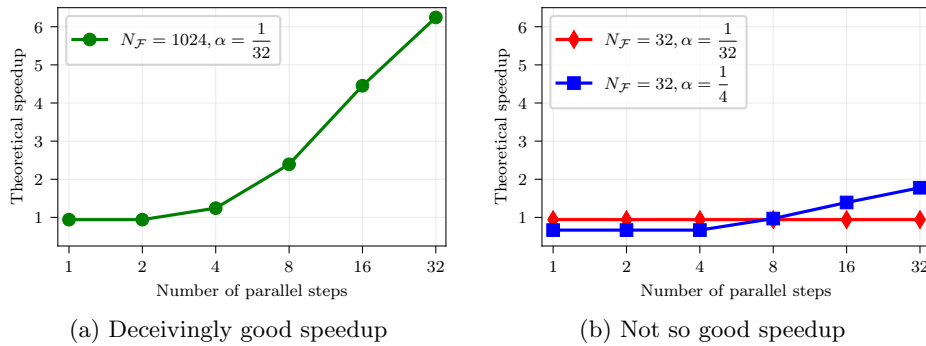 6
5
4
3
2
1
Theoretical speedup
N_F = 1024, α = 1/32
1 2 4 8 16 32
Number of parallel steps
(a) Deceivingly good speedup
6
5
4
3
2
1
Theoretical speedup
N_F = 32, α = 1/32
N_F = 32, α = 1/4
1 2 4 8 16 32
Number of parallel steps
(b) Not so good speedup